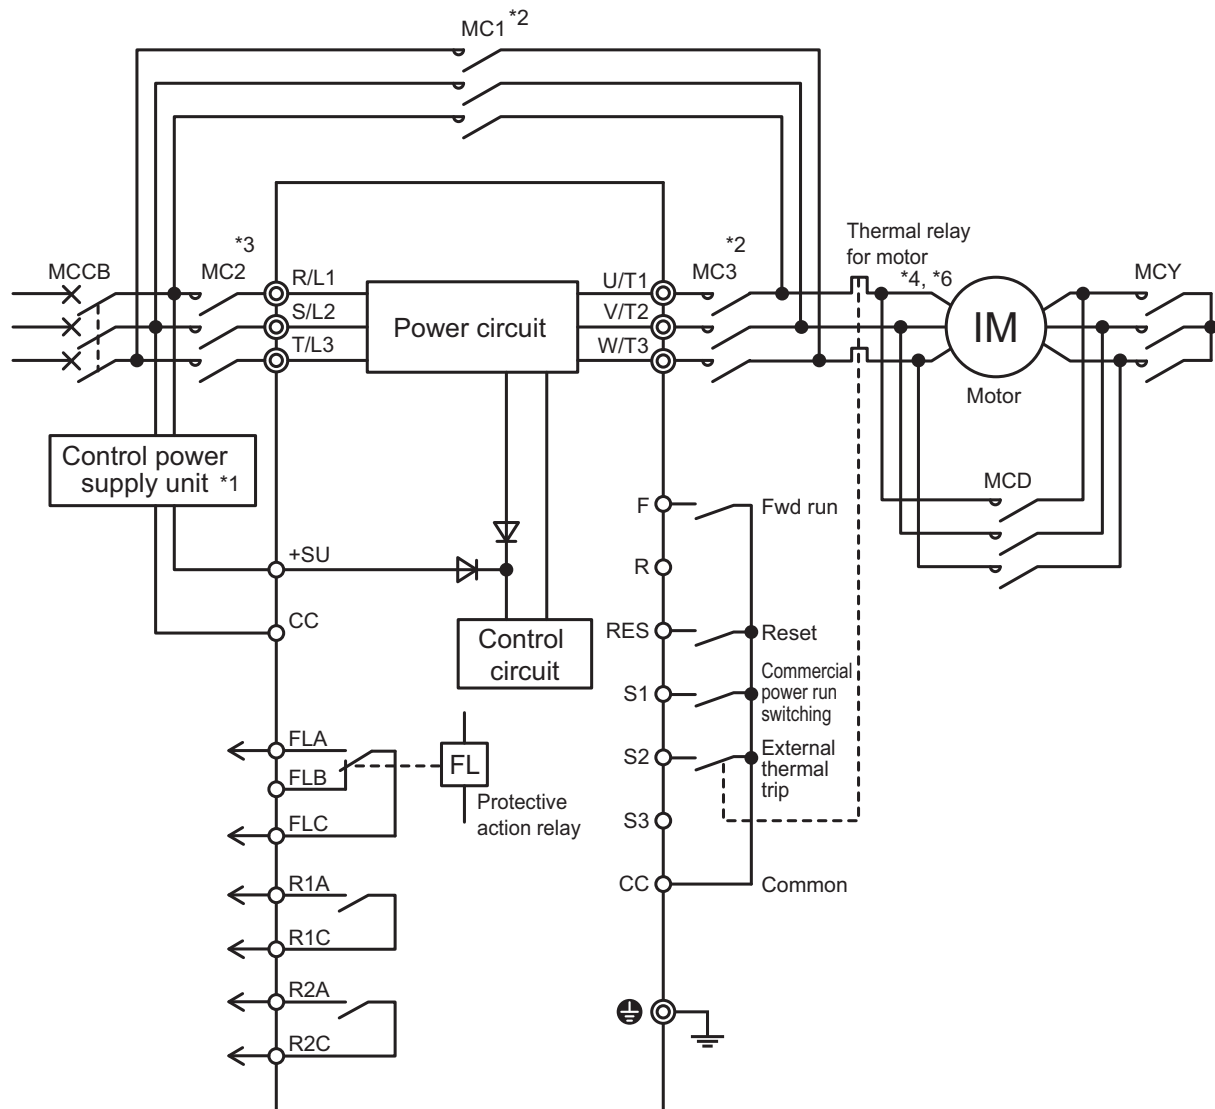 MC1 *2
Thermal relay
for motor
*4, *6
*3
*2
MCCB
MC2
R/L1
U/T1
MC3
MCY
S/L2
Power circuit
V/T2
IM
T/L3
W/T3
Motor
Control power
supply unit *1
MCD
F
Fwd run
+SU
R
CC
Control
circuit
RES
Reset
S1
Commercial
power run
switching
FLA
FLB
FLC
FL
Protective
action relay
S2
External
thermal
trip
S3
R1A
CC
Common
R1C
R2A
R2C